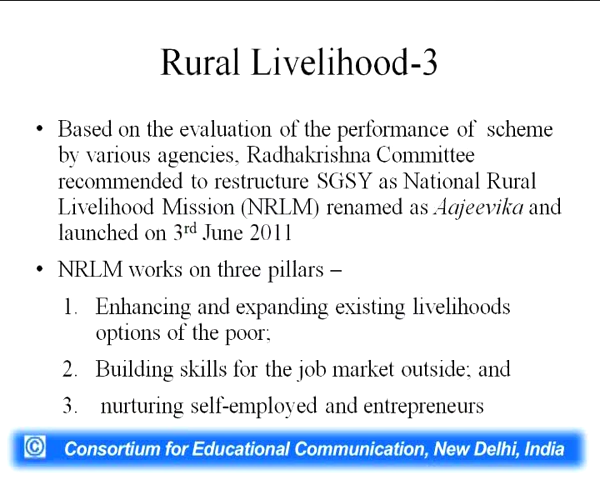 Rural Livelihood-3
• Based on the evaluation of the performance of scheme
by various agencies, Radhakrishna Committee
recommended to restructure SGSY as National Rural
Livelihood Mission (NRLM) renamed as Aajeevika and
launched on 3rd June 2011
• NRLM works on three pillars –
1. Enhancing and expanding existing livelihoods
options of the poor;
2. Building skills for the job market outside; and
3. nurturing self-employed and entrepreneurs
© Consortium for Educational Communication, New Delhi, India